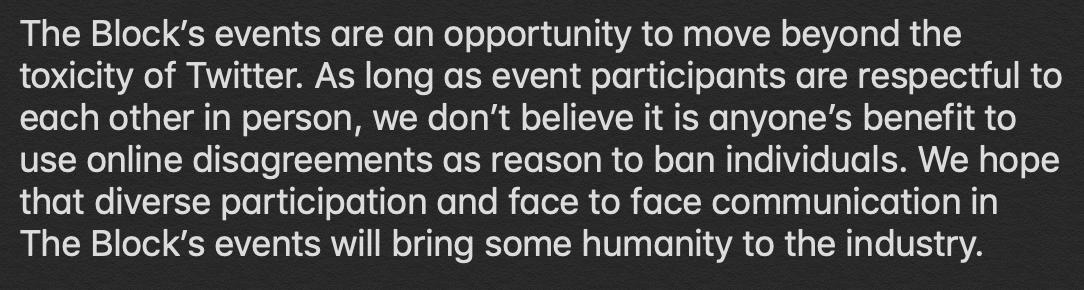 The Block’s events are an opportunity to move beyond the
toxicity of Twitter. As long as event participants are respectful to
each other in person, we don’t believe it is anyone’s benefit to
use online disagreements as reason to ban individuals. We hope
that diverse participation and face to face communication in
The Block’s events will bring some humanity to the industry.